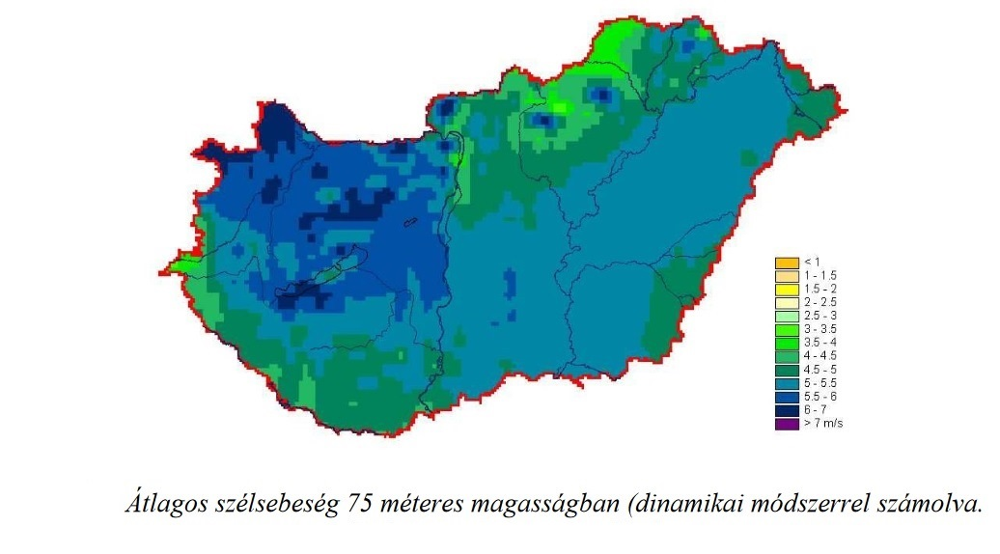 < 1
1 - 1.5
1.5 - 2
2 - 2.5
2.5 - 3
3 - 3.5
3.5 - 4
4 - 4.5
4.5 - 5
5 - 5.5
5.5 - 6
6 - 7
> 7 m/s
Átlagos szélsebeség 75 méteres magasságban (dinamikai módszerrel számolva.